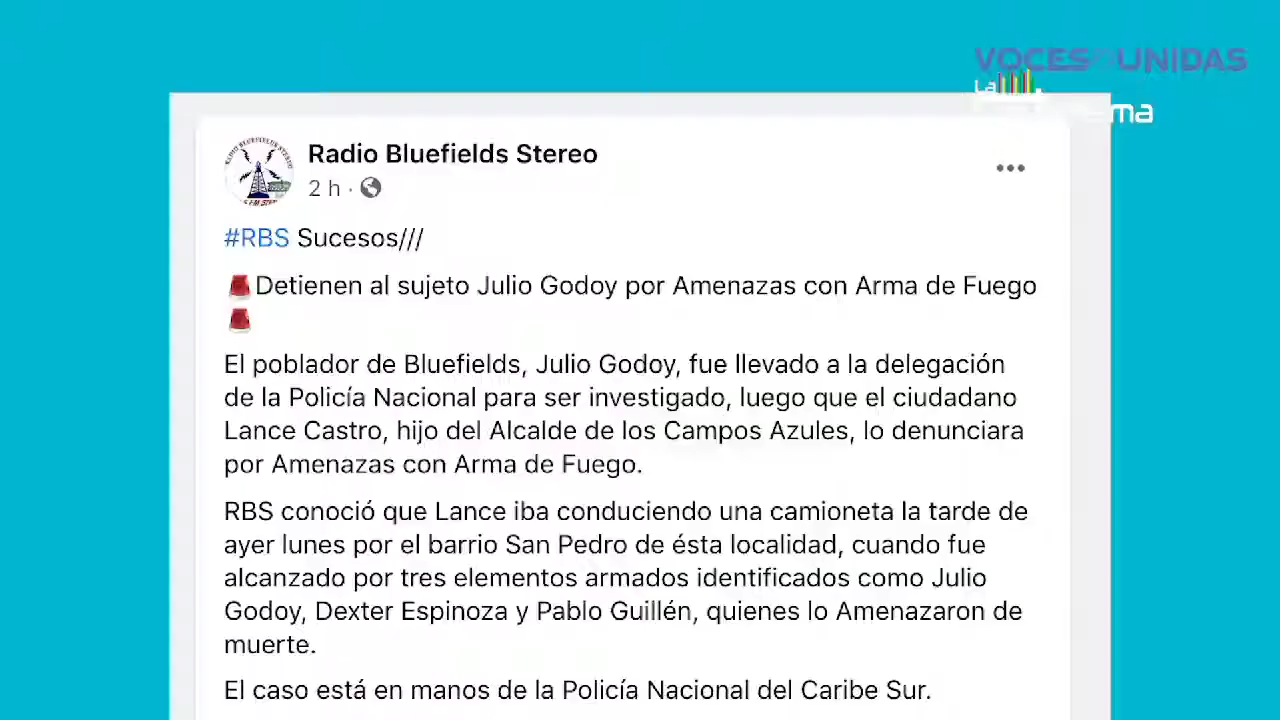 VOCES UNIDAS
La
ma
Radio Bluefields Stereo
2 h ·
#RBS Sucesos///
Detienen al sujeto Julio Godoy por Amenazas con Arma de Fuego
El poblador de Bluefields, Julio Godoy, fue llevado a la delegación
de la Policía Nacional para ser investigado, luego que el ciudadano
Lance Castro, hijo del Alcalde de los Campos Azules, lo denunciara
por Amenazas con Arma de Fuego.
RBS conoció que Lance iba conduciendo una camioneta la tarde de
ayer lunes por el barrio San Pedro de ésta localidad, cuando fue
alcanzado por tres elementos armados identificados como Julio
Godoy, Dexter Espinoza y Pablo Guillén, quienes lo Amenazaron de
muerte.
El caso está en manos de la Policía Nacional del Caribe Sur.